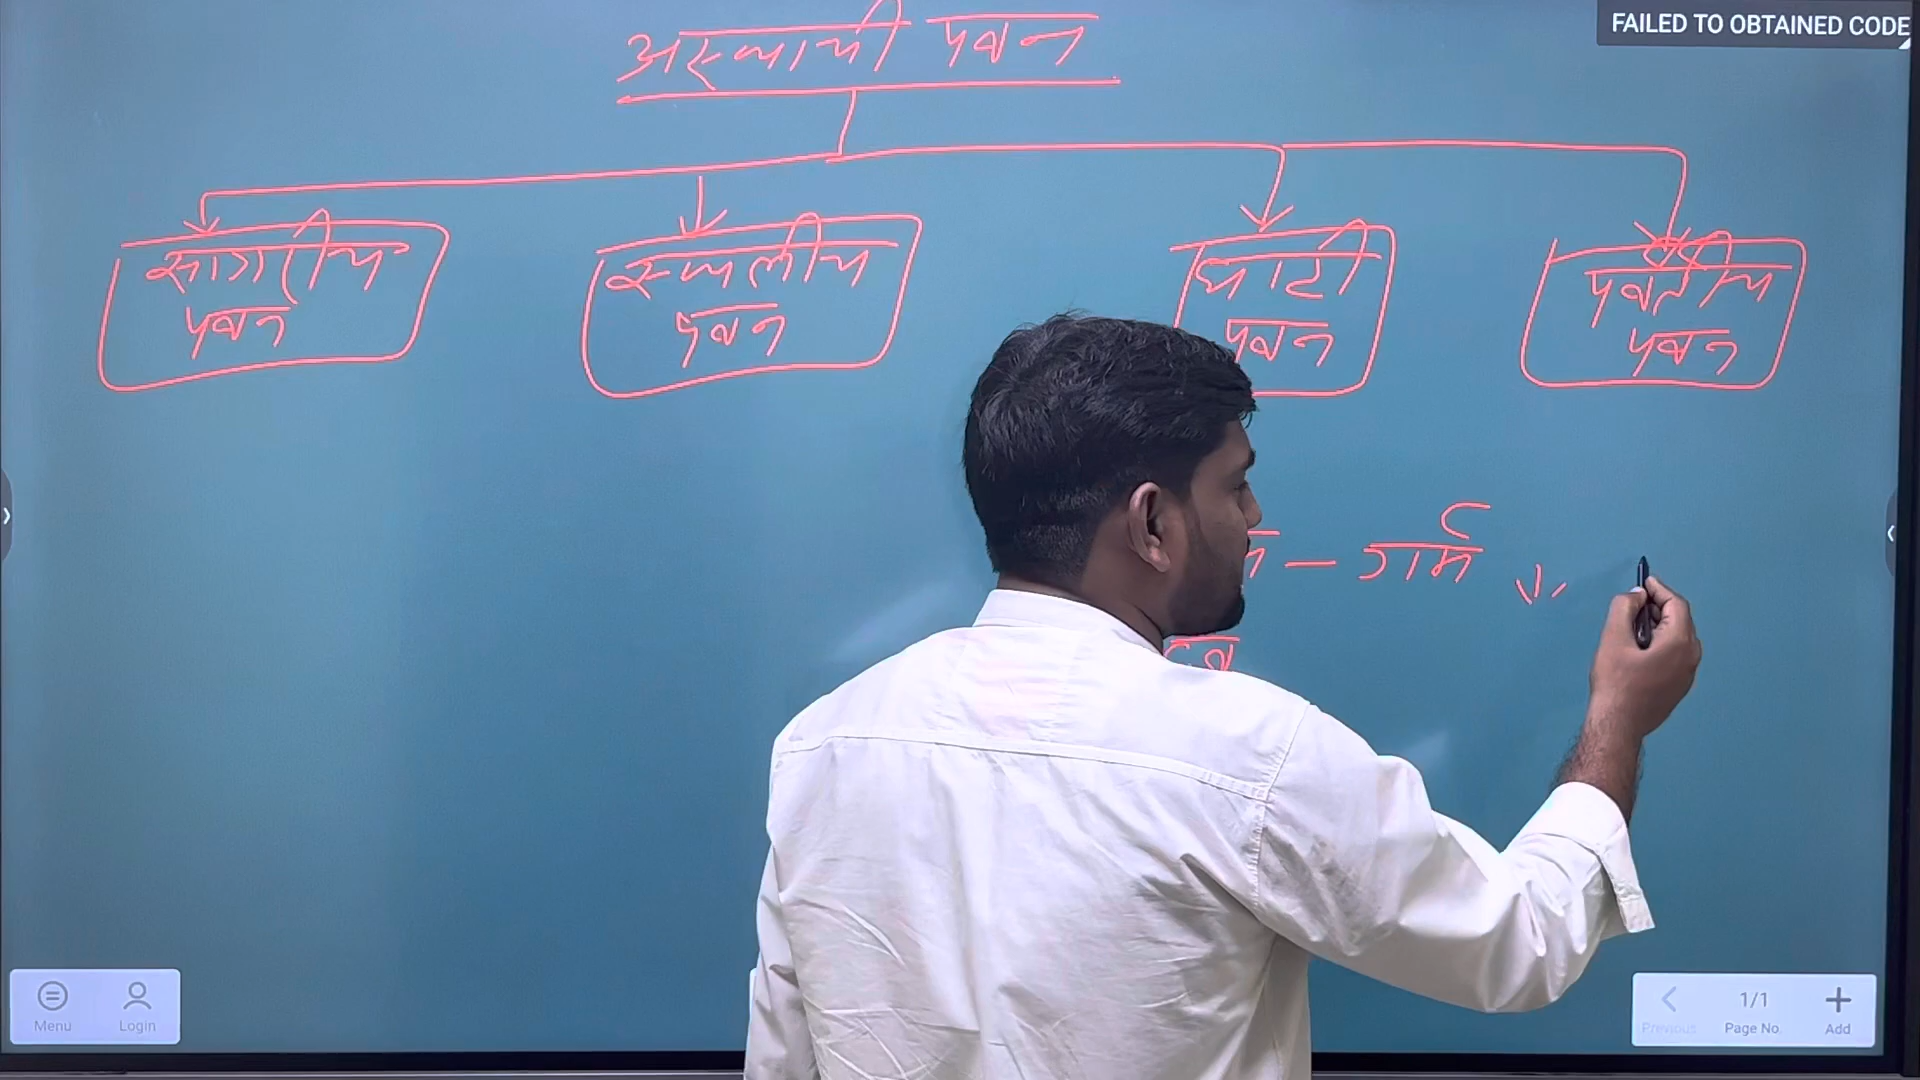 FAILED TO OBTAINED CODE
अस्थायी पवन
सागरीय
पवन
स्थलीय
पवन
घाटी
पवन
पर्वतीय
पवन
– गर्म
Menu
Login
Previous
1/1
Page No.
Add